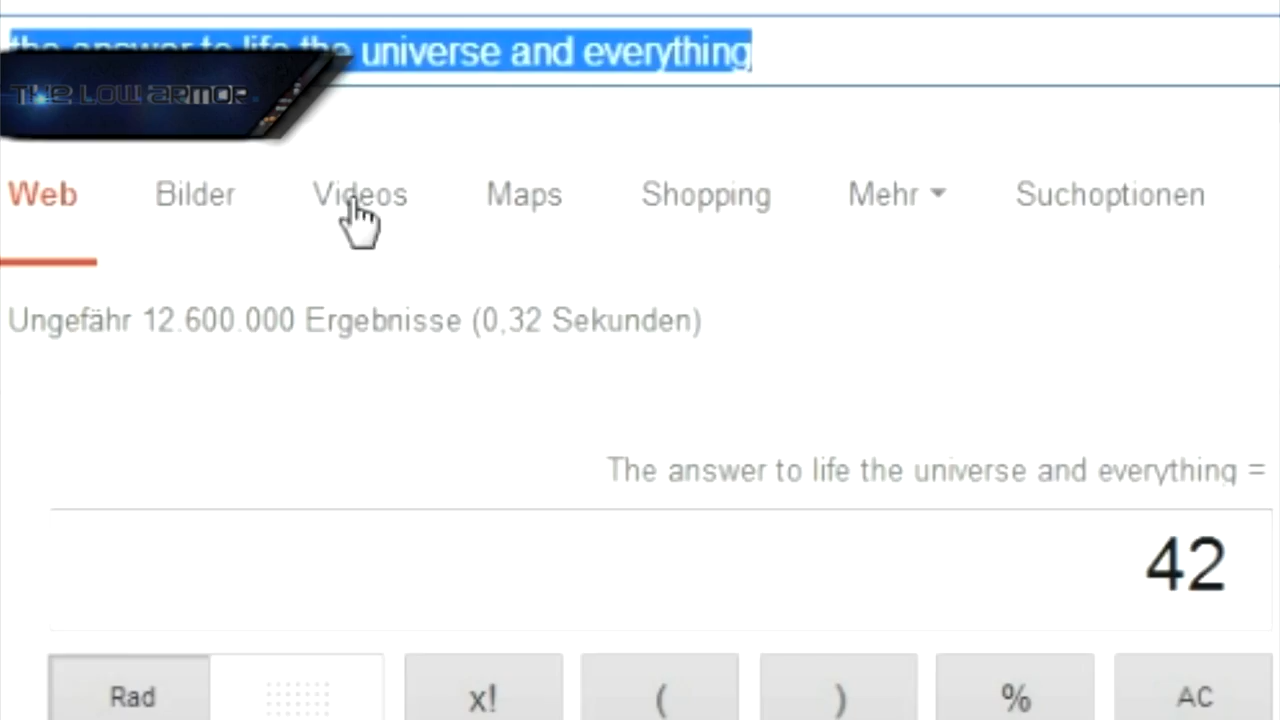 the answer to life the universe and everything
THE LOW ARMOR
Web Bilder Videos Maps Shopping Mehr Suchoptionen
Ungefähr 12.600.000 Ergebnisse (0,32 Sekunden)
The answer to life the universe and everything =
42
Rad x! ( ) % AC